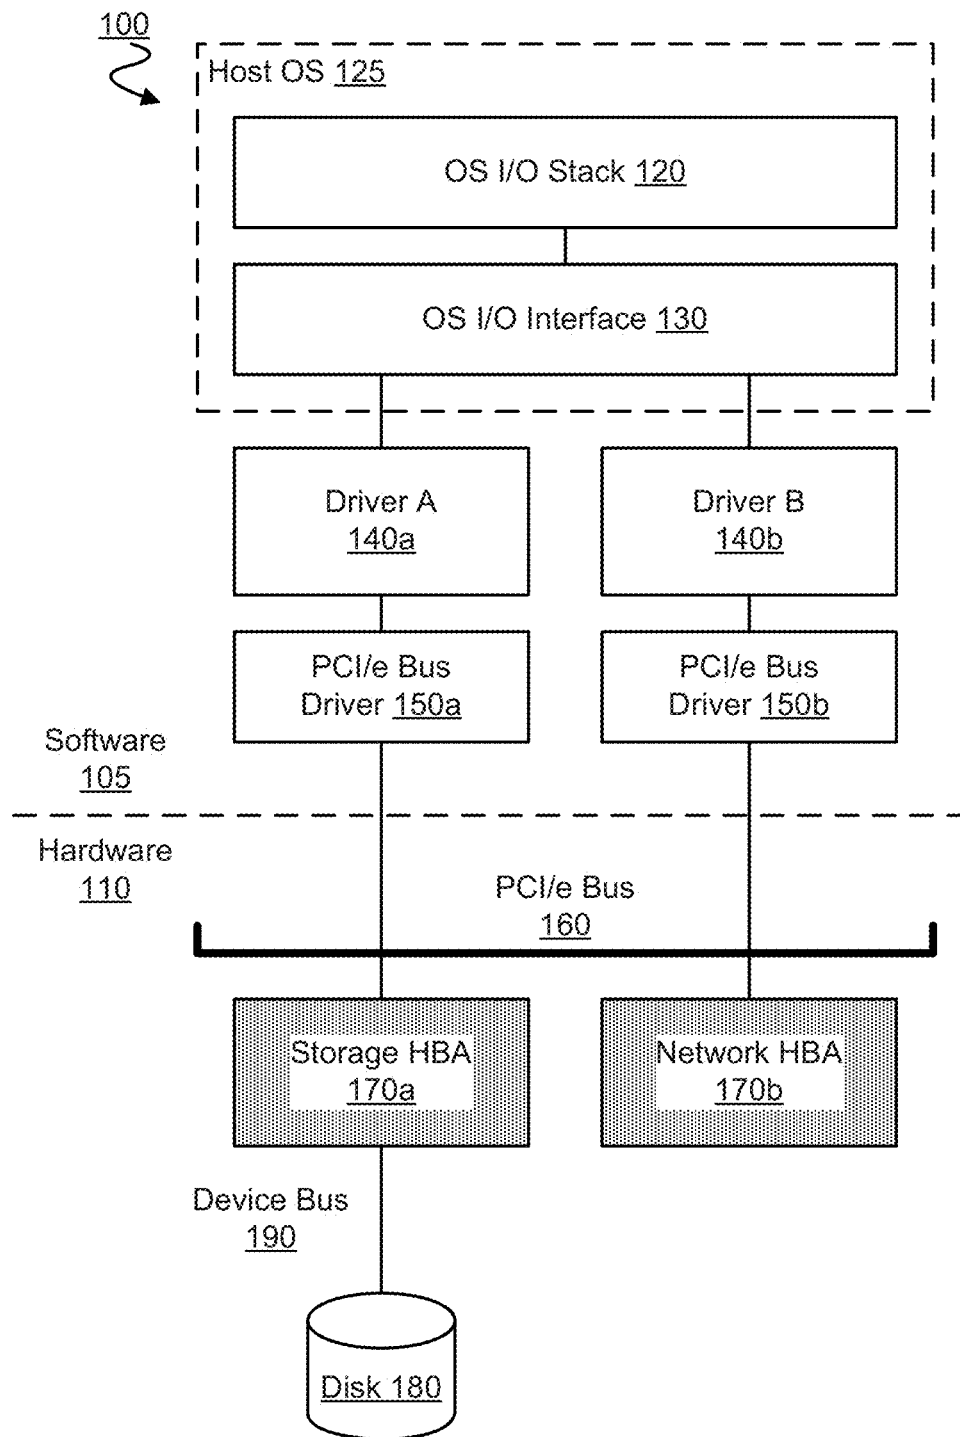 100
Host OS 125
OS I/O Stack 120
OS I/O Interface 130
Driver A
140a
Driver B
140b
PCI/e Bus
Driver 150a
PCI/e Bus
Driver 150b
Software
105
Hardware
110
PCI/e Bus
160
Storage HBA
170a
Network HBA
170b
Device Bus
190
Disk 180